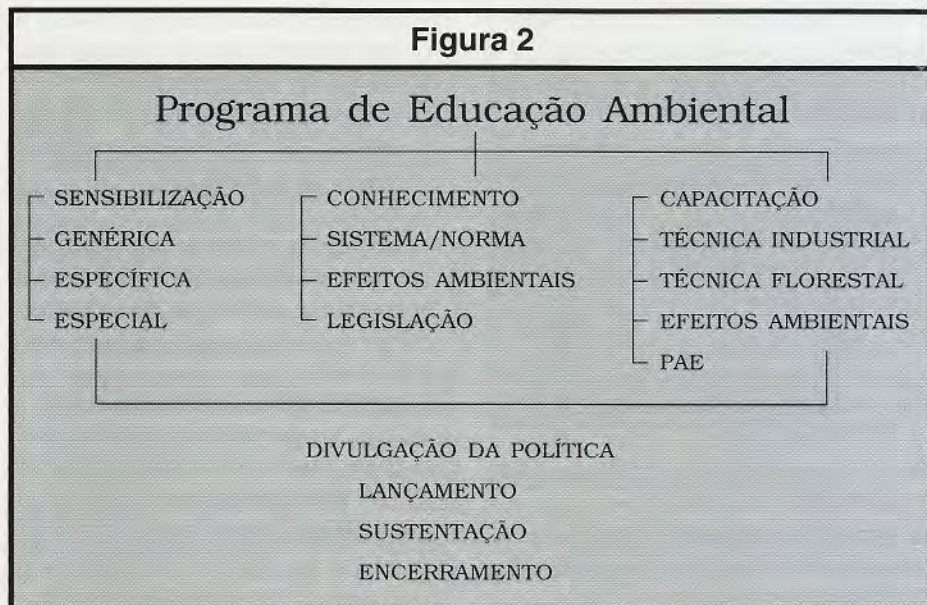 Figura 2
Programa de Educação Ambiental
SENSIBILIZAÇÃO
GENÉRICA
ESPECÍFICA
ESPECIAL
CONHECIMENTO
SISTEMA/NORMA
EFEITOS AMBIENTAIS
LEGISLAÇÃO
CAPACITAÇÃO
TÉCNICA INDUSTRIAL
TÉCNICA FLORESTAL
EFEITOS AMBIENTAIS
PAE
DIVULGAÇÃO DA POLÍTICA
LANÇAMENTO
SUSTENTAÇÃO
ENCERRAMENTO